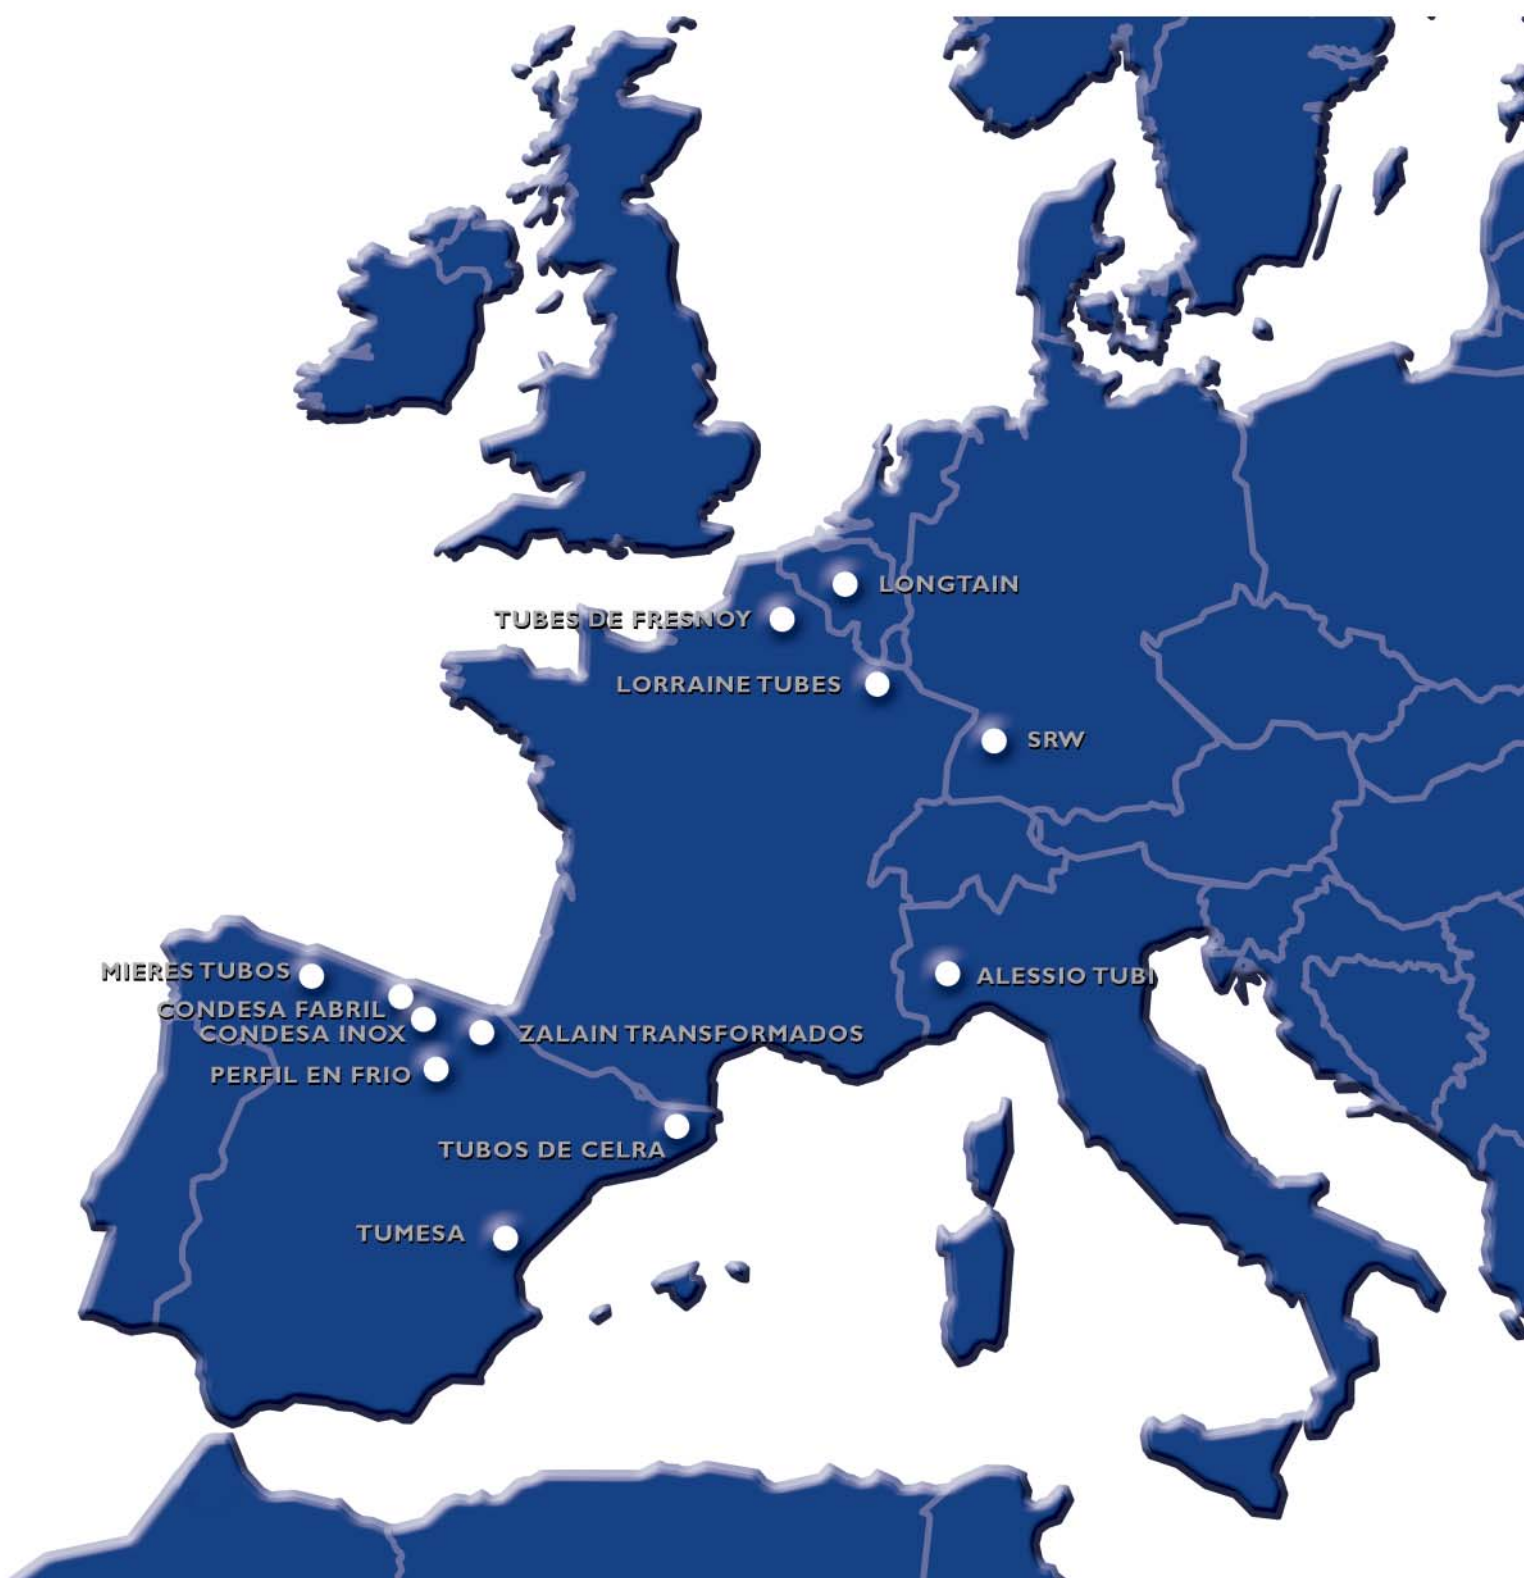 LONGTAIN
TUBES DE FRESNOY
LORRAINE TUBES
SRW
MIERES TUBOS
ALESSIO TUBI
CONDESA FABRIL
CONDESA INOX
ZALAIN TRANSFORMADOS
PERFIL EN FRIO
TUBOS DE CELRA
TUMESA